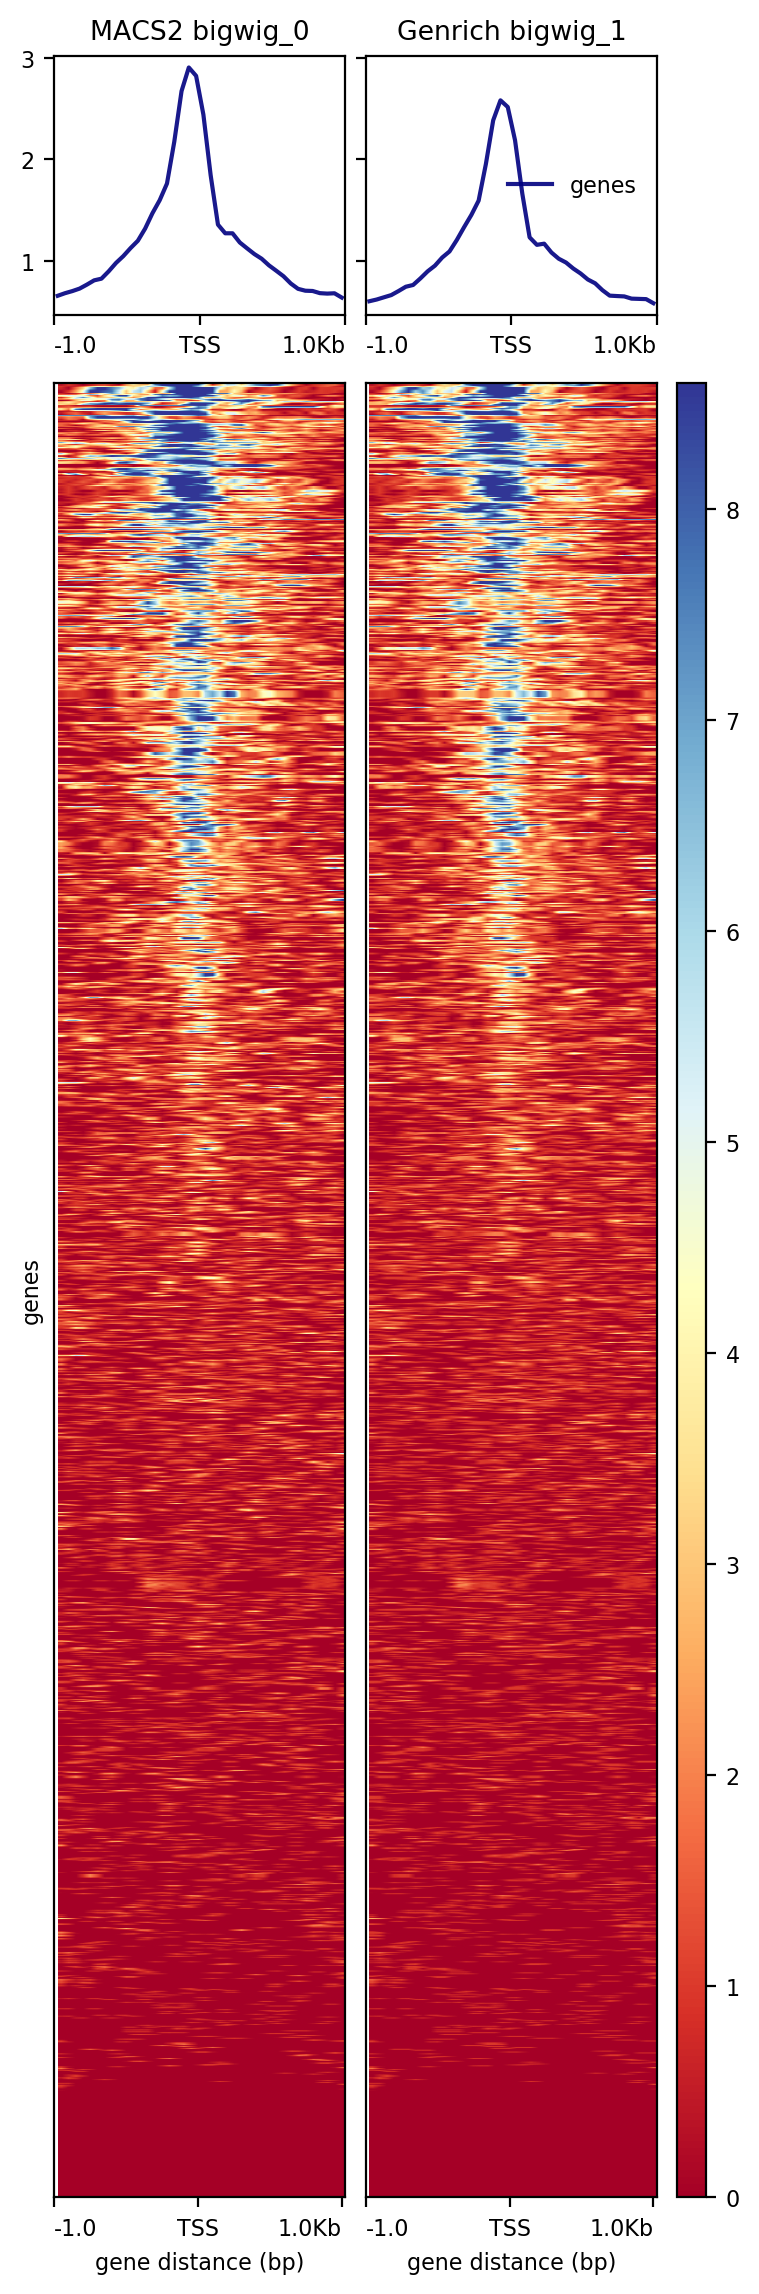 MACS2 bigwig_0
Genrich bigwig_1
3
2
1
genes
-1.0 TSS 1.0Kb
-1.0 TSS 1.0Kb
genes
8
7
6
5
4
3
2
1
0
-1.0 TSS 1.0Kb
gene distance (bp)
-1.0 TSS 1.0Kb
gene distance (bp)